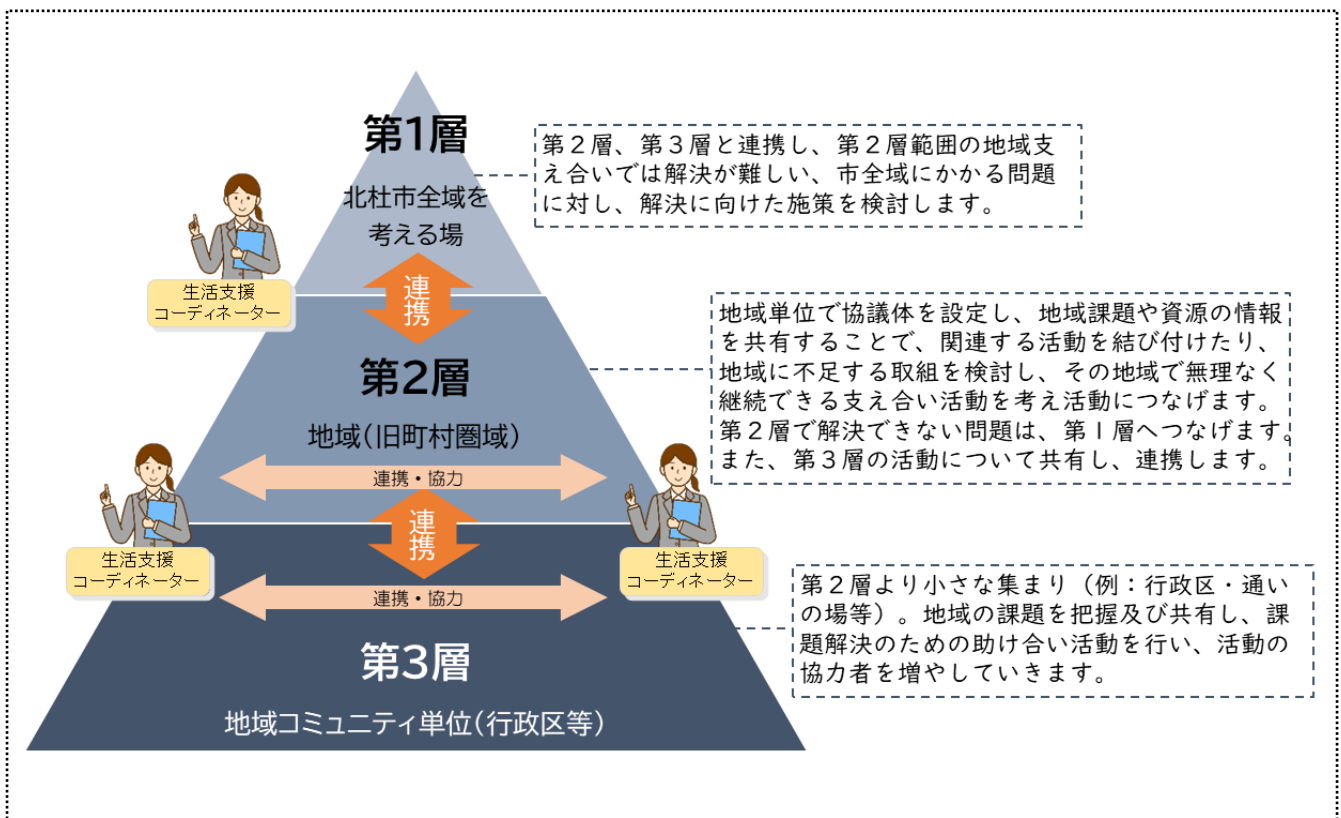 第1層
北杜市全域を
考える場
第２層、第３層と連携し、第２層範囲の地域支
え合いでは解決が難しい、市全域にかかる問題
に対し、解決に向けた施策を検討します。
生活支援
コーディネーター
連携
第2層
地域(旧町村圏域)
地域単位で協議体を設定し、地域課題や資源の情報
を共有することで、関連する活動を結び付けたり、
地域に不足する取組を検討し、その地域で無理なく
継続できる支え合い活動を考え活動につなげます。
第２層で解決できない問題は、第１層へつなげます。
また、第３層の活動について共有し、連携します。
連携・協力
連携
生活支援
コーディネーター
生活支援
コーディネーター
連携・協力
第3層
地域コミュニティ単位(行政区等)
第２層より小さな集まり（例：行政区・通い
の場等）。地域の課題を把握及び共有し、課
題解決のための助け合い活動を行い、活動の
協力者を増やしていきます。